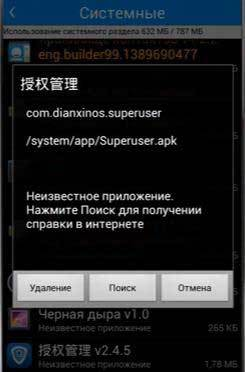 Системные
Использование системного раздела 632 МБ / 787 МБ
eng.builder99.1389690477
授权管理
com.dianxinos.superuser
/system/app/Superuser.apk
Неизвестное приложение.
Нажмите Поиск для получении
справки в интернете
Удаление Поиск Отмена
Черная дыра v1.0
Неизвестное приложение 265 КБ
授权管理 v2.4.5
Неизвестное приложение 1,78 МБ